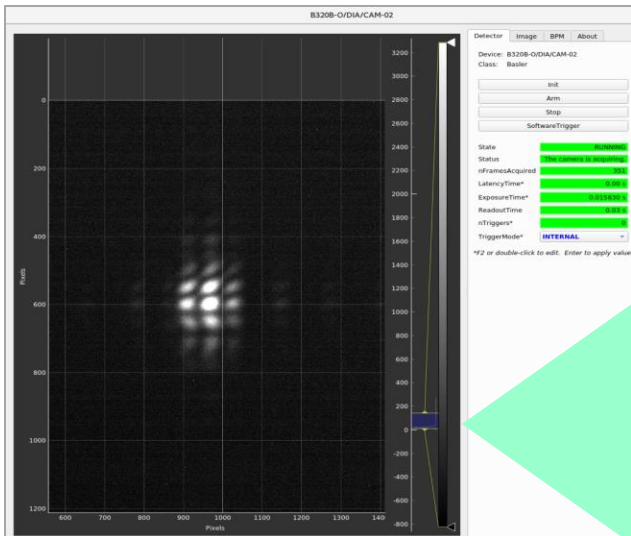 B320B-O/DIA/CAM-02
Detector Image BPM About
Device: B320B-O/DIA/CAM-02
Class: Basler
Init
Arm
Stop
SoftwareTrigger
State RUNNING
Status The camera is acquiring.
nFramesAcquired 351
LatencyTime* 0.00 s
ExposureTime* 0.015630 s
ReadoutTime 0.03 s
nTriggers* 0
TriggerMode* INTERNAL
*F2 or double-click to edit. Enter to apply value
0
200
400
600
800
1000
1200
Pixels
600 700 800 900 1000 1100 1200 1300 140
Pixels
3200
3000
2800
2600
2400
2200
2000
1800
1600
1400
1200
1000
800
600
400
200
0
-200
-400
-600
-800